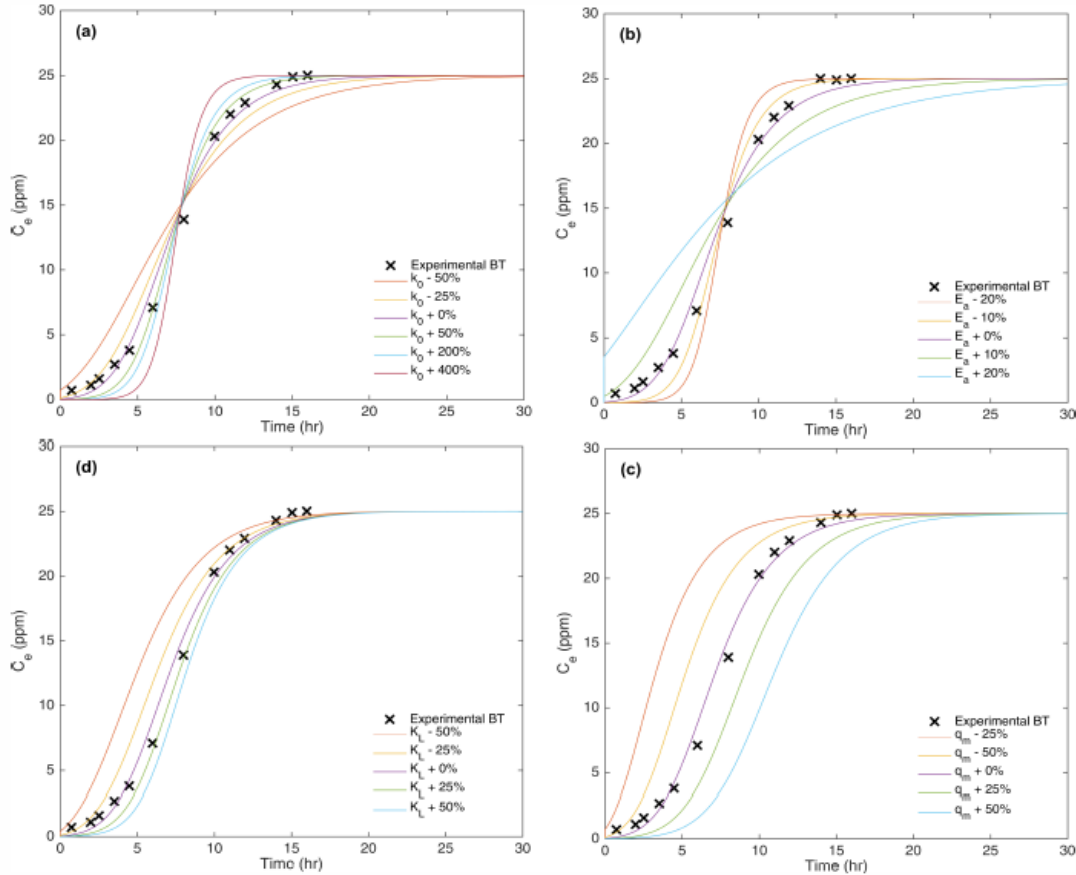 (a)
30
25
20
15
10
5
0
C̄e (ppm)
Experimental BT
k0 - 50%
k0 - 25%
k0 + 0%
k0 + 50%
k0 + 200%
k0 + 400%
0 5 10 15 20 25 30
Time (hr)
(b)
30
25
20
15
10
5
0
Ce (ppm)
Experimental BT
Ea - 20%
Ea - 10%
Ea + 0%
Ea + 10%
Ea + 20%
0 5 10 15 20 25 30
Time (hr)
(d)
30
25
20
15
10
5
0
C̄e (ppm)
Experimental BT
KL - 50%
KL - 25%
KL + 0%
KL + 25%
KL + 50%
0 5 10 15 20 25 30
Time (hr)
(c)
30
25
20
15
10
5
0
Ce (ppm)
Experimental BT
qm - 25%
qm - 50%
qm + 0%
qm + 25%
qm + 50%
0 5 10 15 20 25 30
Time (hr)